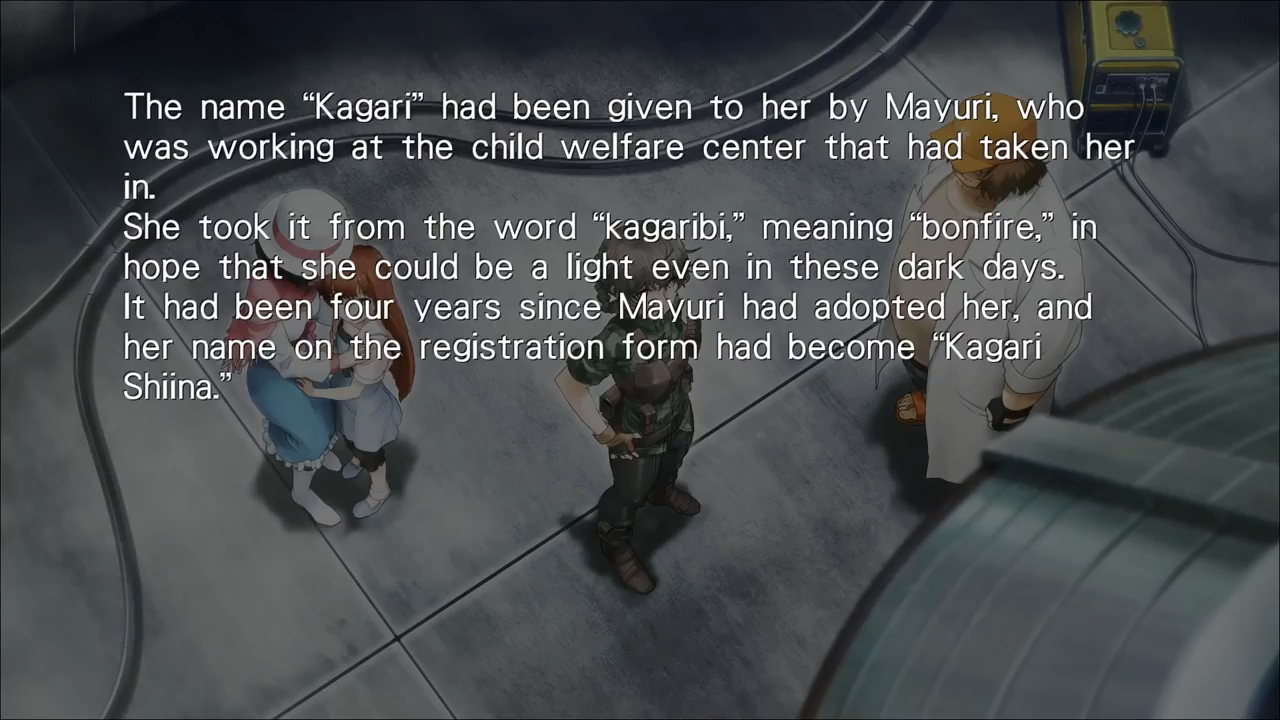 The name “Kagari” had been given to her by Mayuri, who
was working at the child welfare center that had taken her
in.
She took it from the word “kagaribi,” meaning “bonfire,” in
hope that she could be a light even in these dark days.
It had been four years since Mayuri had adopted her, and
her name on the registration form had become “Kagari
Shiina.”